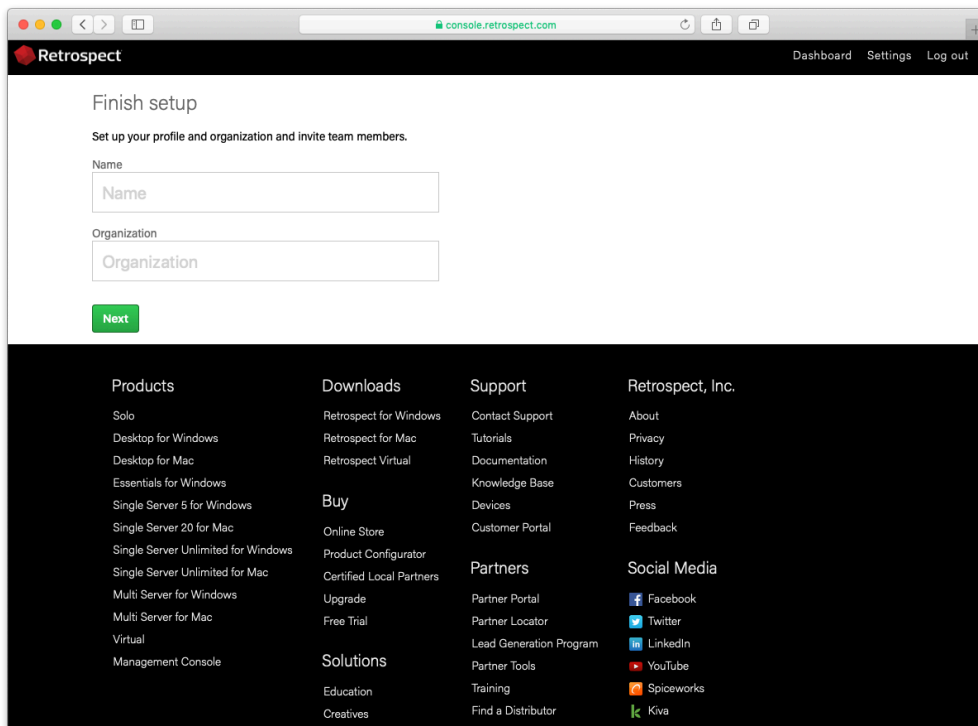 console.retrospect.com
Retrospect
Dashboard Settings Log out
Finish setup
Set up your profile and organization and invite team members.
Name
Name
Organization
Organization
Next
Products
Solo
Desktop for Windows
Desktop for Mac
Essentials for Windows
Single Server 5 for Windows
Single Server 20 for Mac
Single Server Unlimited for Windows
Single Server Unlimited for Mac
Multi Server for Windows
Multi Server for Mac
Virtual
Management Console
Downloads
Retrospect for Windows
Retrospect for Mac
Retrospect Virtual
Buy
Online Store
Product Configurator
Certified Local Partners
Upgrade
Free Trial
Solutions
Education
Creatives
Support
Contact Support
Tutorials
Documentation
Knowledge Base
Devices
Customer Portal
Partners
Partner Portal
Partner Locator
Lead Generation Program
Partner Tools
Training
Find a Distributor
Retrospect, Inc.
About
Privacy
History
Customers
Press
Feedback
Social Media
Facebook
Twitter
LinkedIn
YouTube
Spiceworks
Kiva